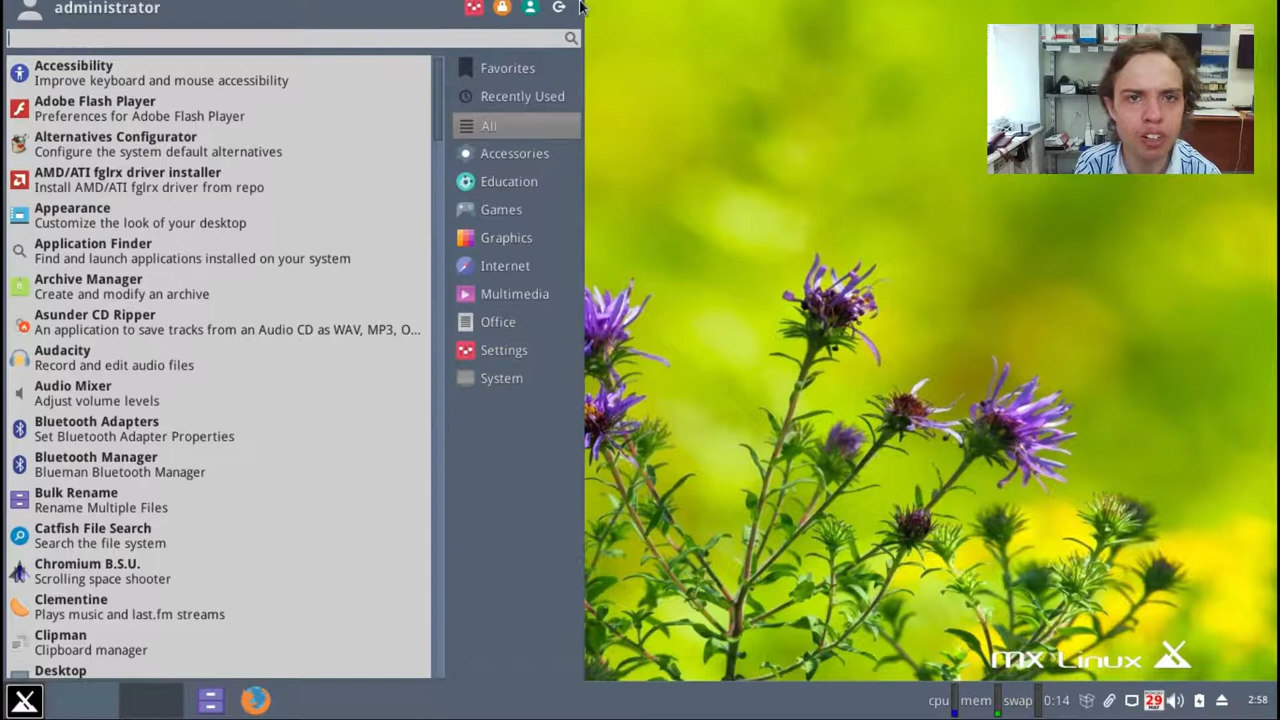 administrator
Accessibility
Improve keyboard and mouse accessibility
Adobe Flash Player
Preferences for Adobe Flash Player
Alternatives Configurator
Configure the system default alternatives
AMD/ATI fglrx driver installer
Install AMD/ATI fglrx driver from repo
Appearance
Customize the look of your desktop
Application Finder
Find and launch applications installed on your system
Archive Manager
Create and modify an archive
Asunder CD Ripper
An application to save tracks from an Audio CD as WAV, MP3, O...
Audacity
Record and edit audio files
Audio Mixer
Adjust volume levels
Bluetooth Adapters
Set Bluetooth Adapter Properties
Bluetooth Manager
Blueman Bluetooth Manager
Bulk Rename
Rename Multiple Files
Catfish File Search
Search the file system
Chromium B.S.U.
Scrolling space shooter
Clementine
Plays music and last.fm streams
Clipman
Clipboard manager
Desktop
Favorites
Recently Used
All
Accessories
Education
Games
Graphics
Internet
Multimedia
Office
Settings
System
MX Linux
cpu mem swap 0:14 29 MAY 2:58